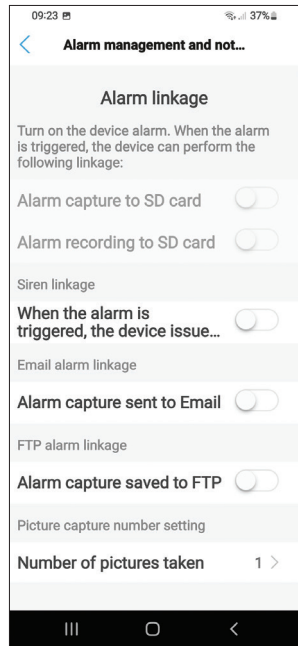 09:23 37%
Alarm management and not...
Alarm linkage
Turn on the device alarm. When the alarm
is triggered, the device can perform the
following linkage:
Alarm capture to SD card
Alarm recording to SD card
Siren linkage
When the alarm is
triggered, the device issue...
Email alarm linkage
Alarm capture sent to Email
FTP alarm linkage
Alarm capture saved to FTP
Picture capture number setting
Number of pictures taken 1